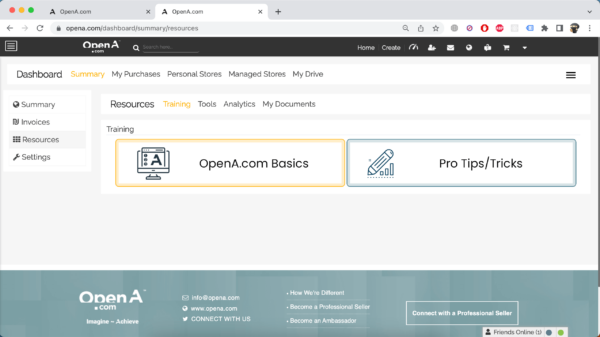 OpenA.com
OpenA.com
opena.com/dashboard/summary/resources
OpenA
.com
Search here...
Home Create
Dashboard Summary My Purchases Personal Stores Managed Stores My Drive
Summary
Invoices
Resources
Settings
Resources Training Tools Analytics My Documents
Training
OpenA.com Basics
Pro Tips/Tricks
OpenA
.com
Imagine – Achieve
info@opena.com
www.opena.com
CONNECT WITH US
• How We're Different
• Become a Professional Seller
• Become an Ambassador
Connect with a Professional Seller
Friends Online (1)